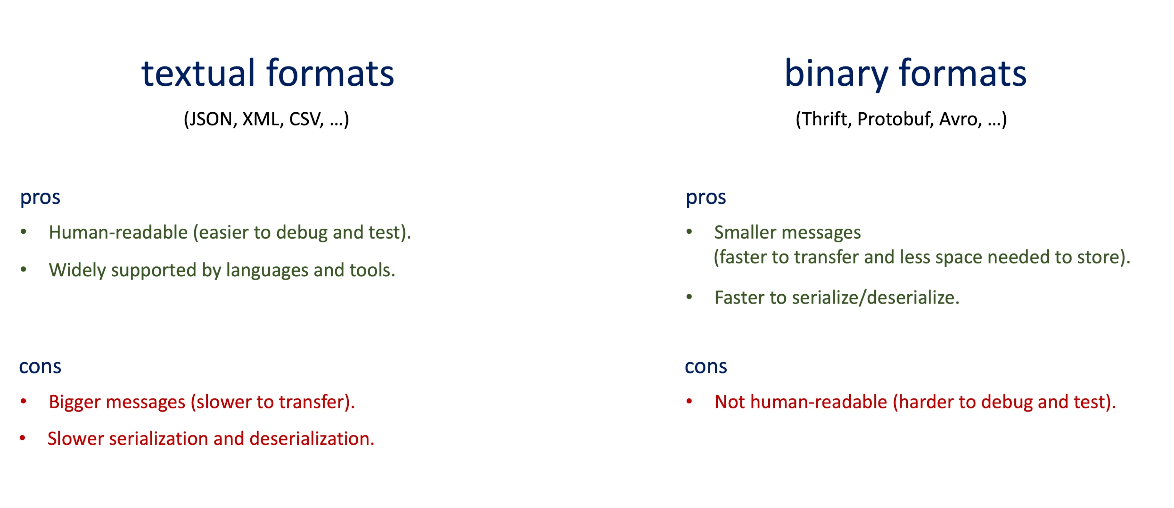 textual formats
(JSON, XML, CSV, ...)
pros
• Human-readable (easier to debug and test).
• Widely supported by languages and tools.
cons
• Bigger messages (slower to transfer).
• Slower serialization and deserialization.
binary formats
(Thrift, Protobuf, Avro, ...)
pros
• Smaller messages
(faster to transfer and less space needed to store).
• Faster to serialize/deserialize.
cons
• Not human-readable (harder to debug and test).